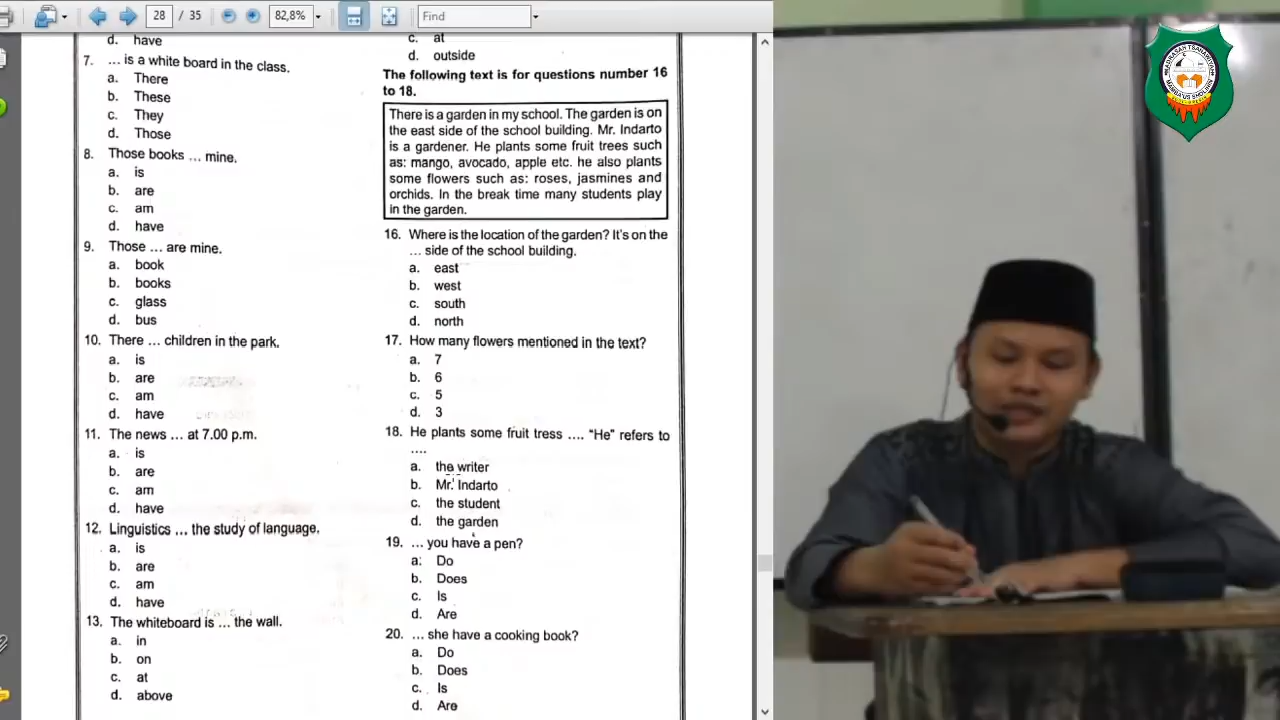 28 / 35
82,8%
Find
d. have
7. ... is a white board in the class.
a. There
b. These
c. They
d. Those
8. Those books ... mine.
a. is
b. are
c. am
d. have
9. Those ... are mine.
a. book
b. books
c. glass
d. bus
10. There ... children in the park.
a. is
b. are
c. am
d. have
11. The news ... at 7.00 p.m.
a. is
b. are
c. am
d. have
12. Linguistics ... the study of language.
a. is
b. are
c. am
d. have
13. The whiteboard is ... the wall.
a. in
b. on
c. at
d. above
c. at
d. outside
The following text is for questions number 16
to 18.
There is a garden in my school. The garden is on
the east side of the school building. Mr. Indarto
is a gardener. He plants some fruit trees such
as: mango, avocado, apple etc. he also plants
some flowers such as: roses, jasmines and
orchids. In the break time many students play
in the garden.
16. Where is the location of the garden? It's on the
... side of the school building.
a. east
b. west
c. south
d. north
17. How many flowers mentioned in the text?
a. 7
b. 6
c. 5
d. 3
18. He plants some fruit tress .... "He" refers to
....
a. the writer
b. Mr. Indarto
c. the student
d. the garden
19. ... you have a pen?
a. Do
b. Does
c. Is
d. Are
20. ... she have a cooking book?
a. Do
b. Does
c. Is
d. Are